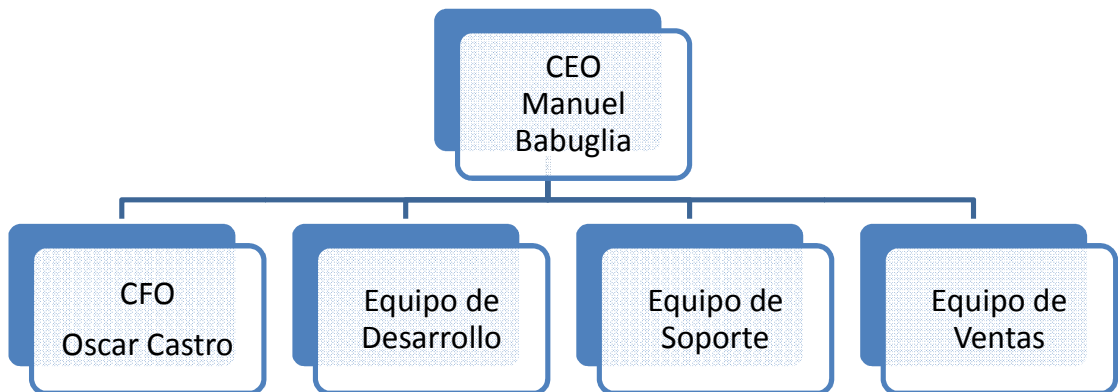 CEO
Manuel
Babuglia
CFO
Oscar Castro
Equipo de
Desarrollo
Equipo de
Soporte
Equipo de
Ventas